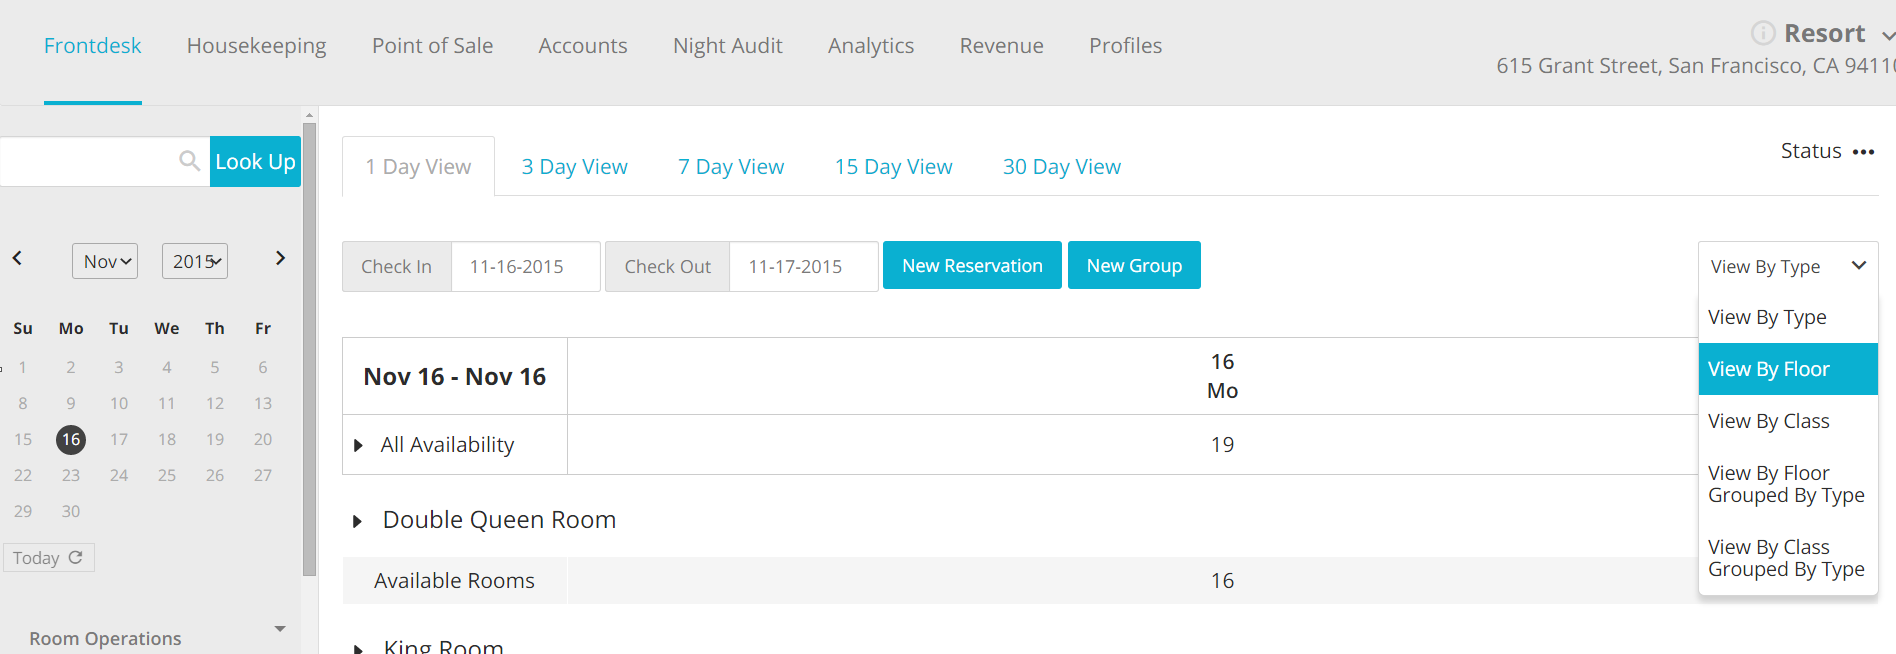 Frontdesk Housekeeping Point of Sale Accounts Night Audit Analytics Revenue Profiles
Resort
615 Grant Street, San Francisco, CA 94110
Look Up
1 Day View 3 Day View 7 Day View 15 Day View 30 Day View
Status
Nov 2015
Check In 11-16-2015 Check Out 11-17-2015 New Reservation New Group
View By Type
View By Type
View By Floor
View By Class
View By Floor
Grouped By Type
View By Class
Grouped By Type
Su Mo Tu We Th Fr
1 2 3 4 5 6
8 9 10 11 12 13
15 16 17 18 19 20
22 23 24 25 26 27
29 30
Today
Room Operations
Nov 16 - Nov 16
16
Mo
All Availability 19
Double Queen Room
Available Rooms 16
King Room